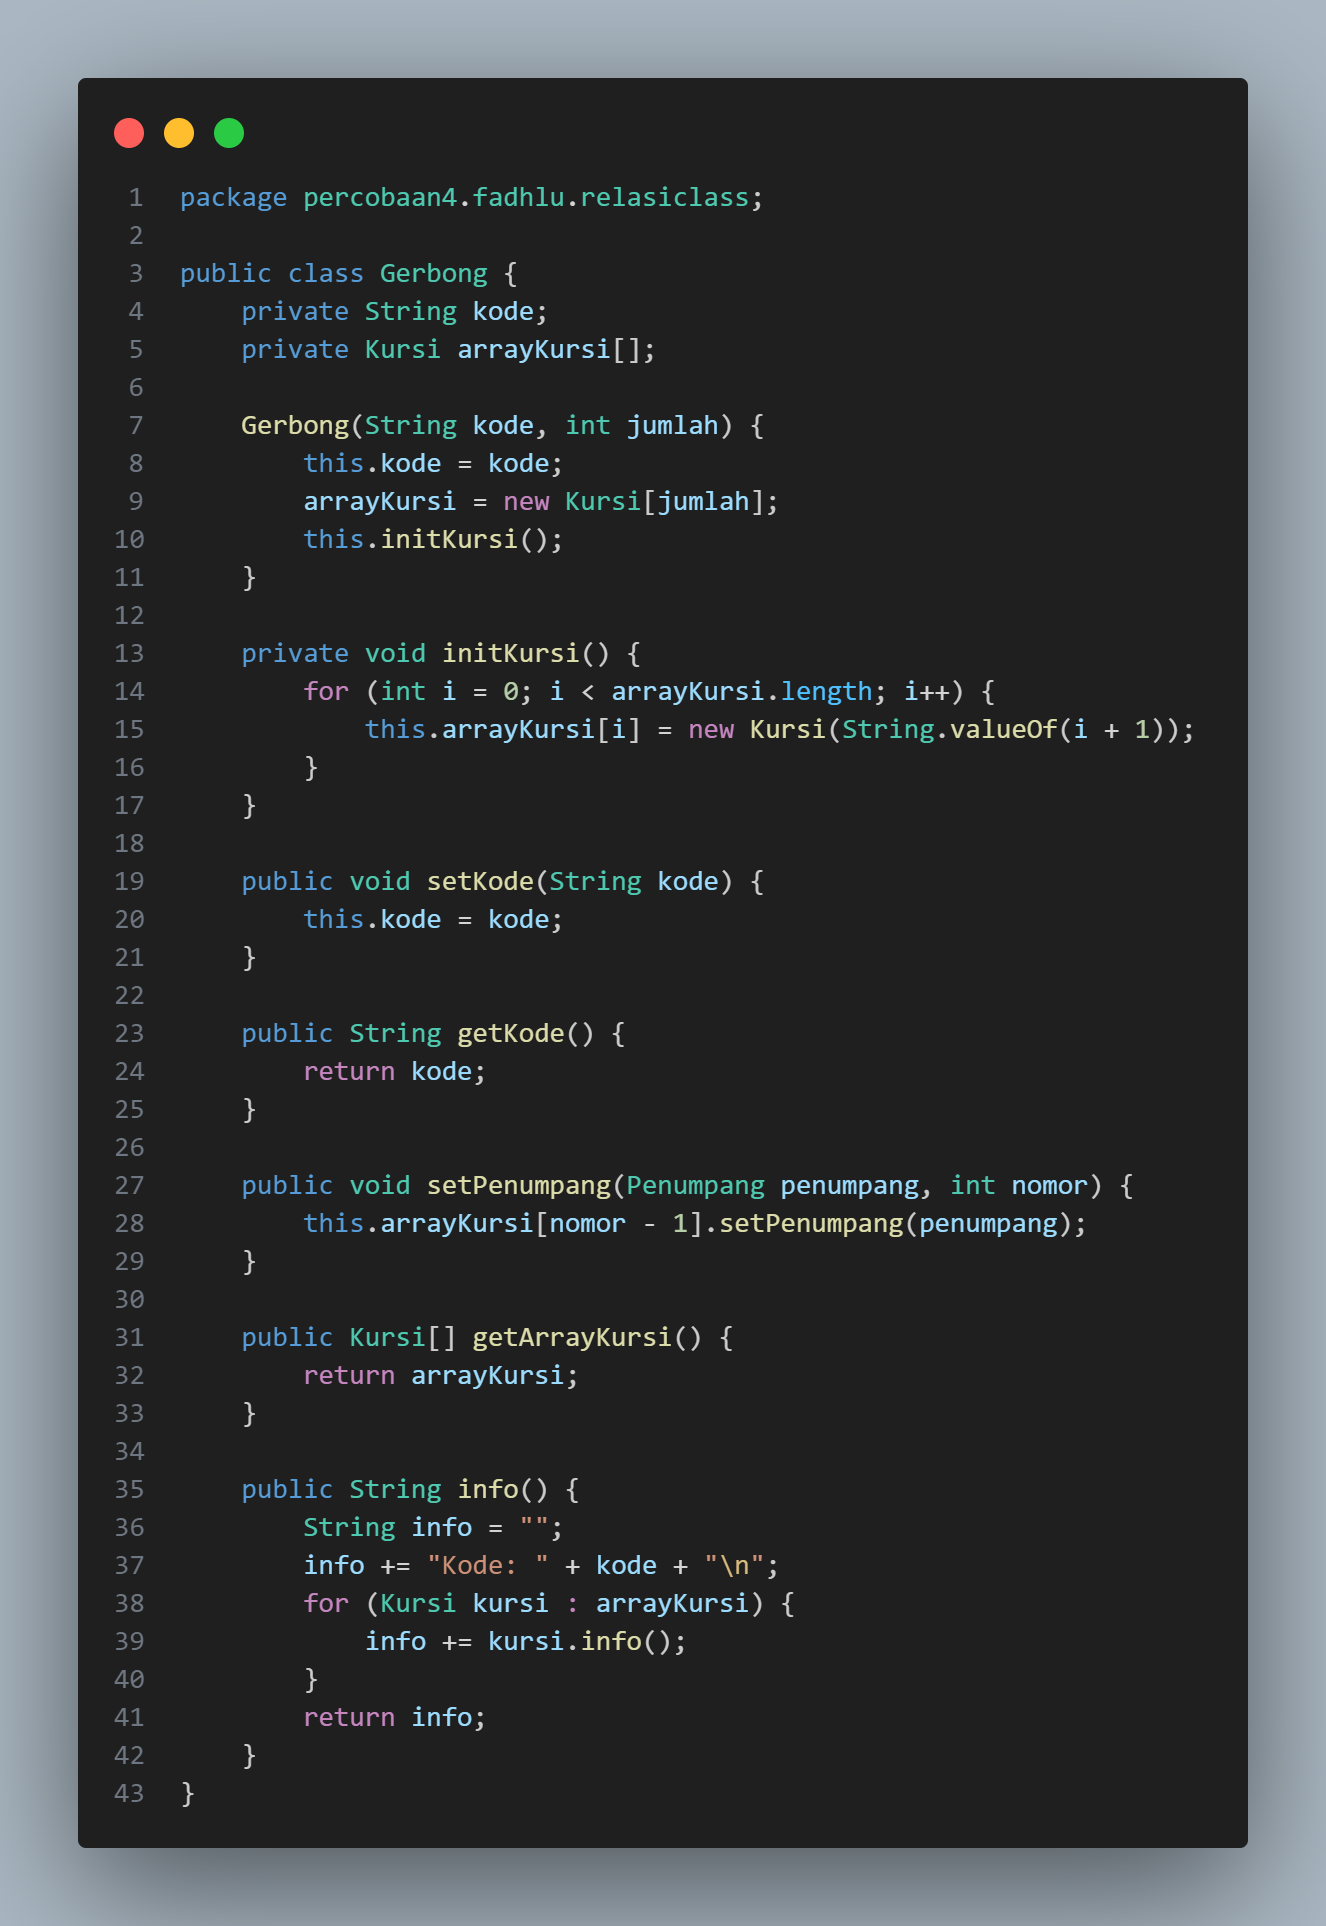 1 package percobaan4.fadhlu.relasiclass;
2
3 public class Gerbong {
4     private String kode;
5     private Kursi arrayKursi[];
6
7     Gerbong(String kode, int jumlah) {
8         this.kode = kode;
9         arrayKursi = new Kursi[jumlah];
10         this.initKursi();
11     }
12
13     private void initKursi() {
14         for (int i = 0; i < arrayKursi.length; i++) {
15             this.arrayKursi[i] = new Kursi(String.valueOf(i + 1));
16         }
17     }
18
19     public void setKode(String kode) {
20         this.kode = kode;
21     }
22
23     public String getKode() {
24         return kode;
25     }
26
27     public void setPenumpang(Penumpang penumpang, int nomor) {
28         this.arrayKursi[nomor - 1].setPenumpang(penumpang);
29     }
30
31     public Kursi[] getArrayKursi() {
32         return arrayKursi;
33     }
34
35     public String info() {
36         String info = "";
37         info += "Kode: " + kode + "\n";
38         for (Kursi kursi : arrayKursi) {
39             info += kursi.info();
40         }
41         return info;
42     }
43 }